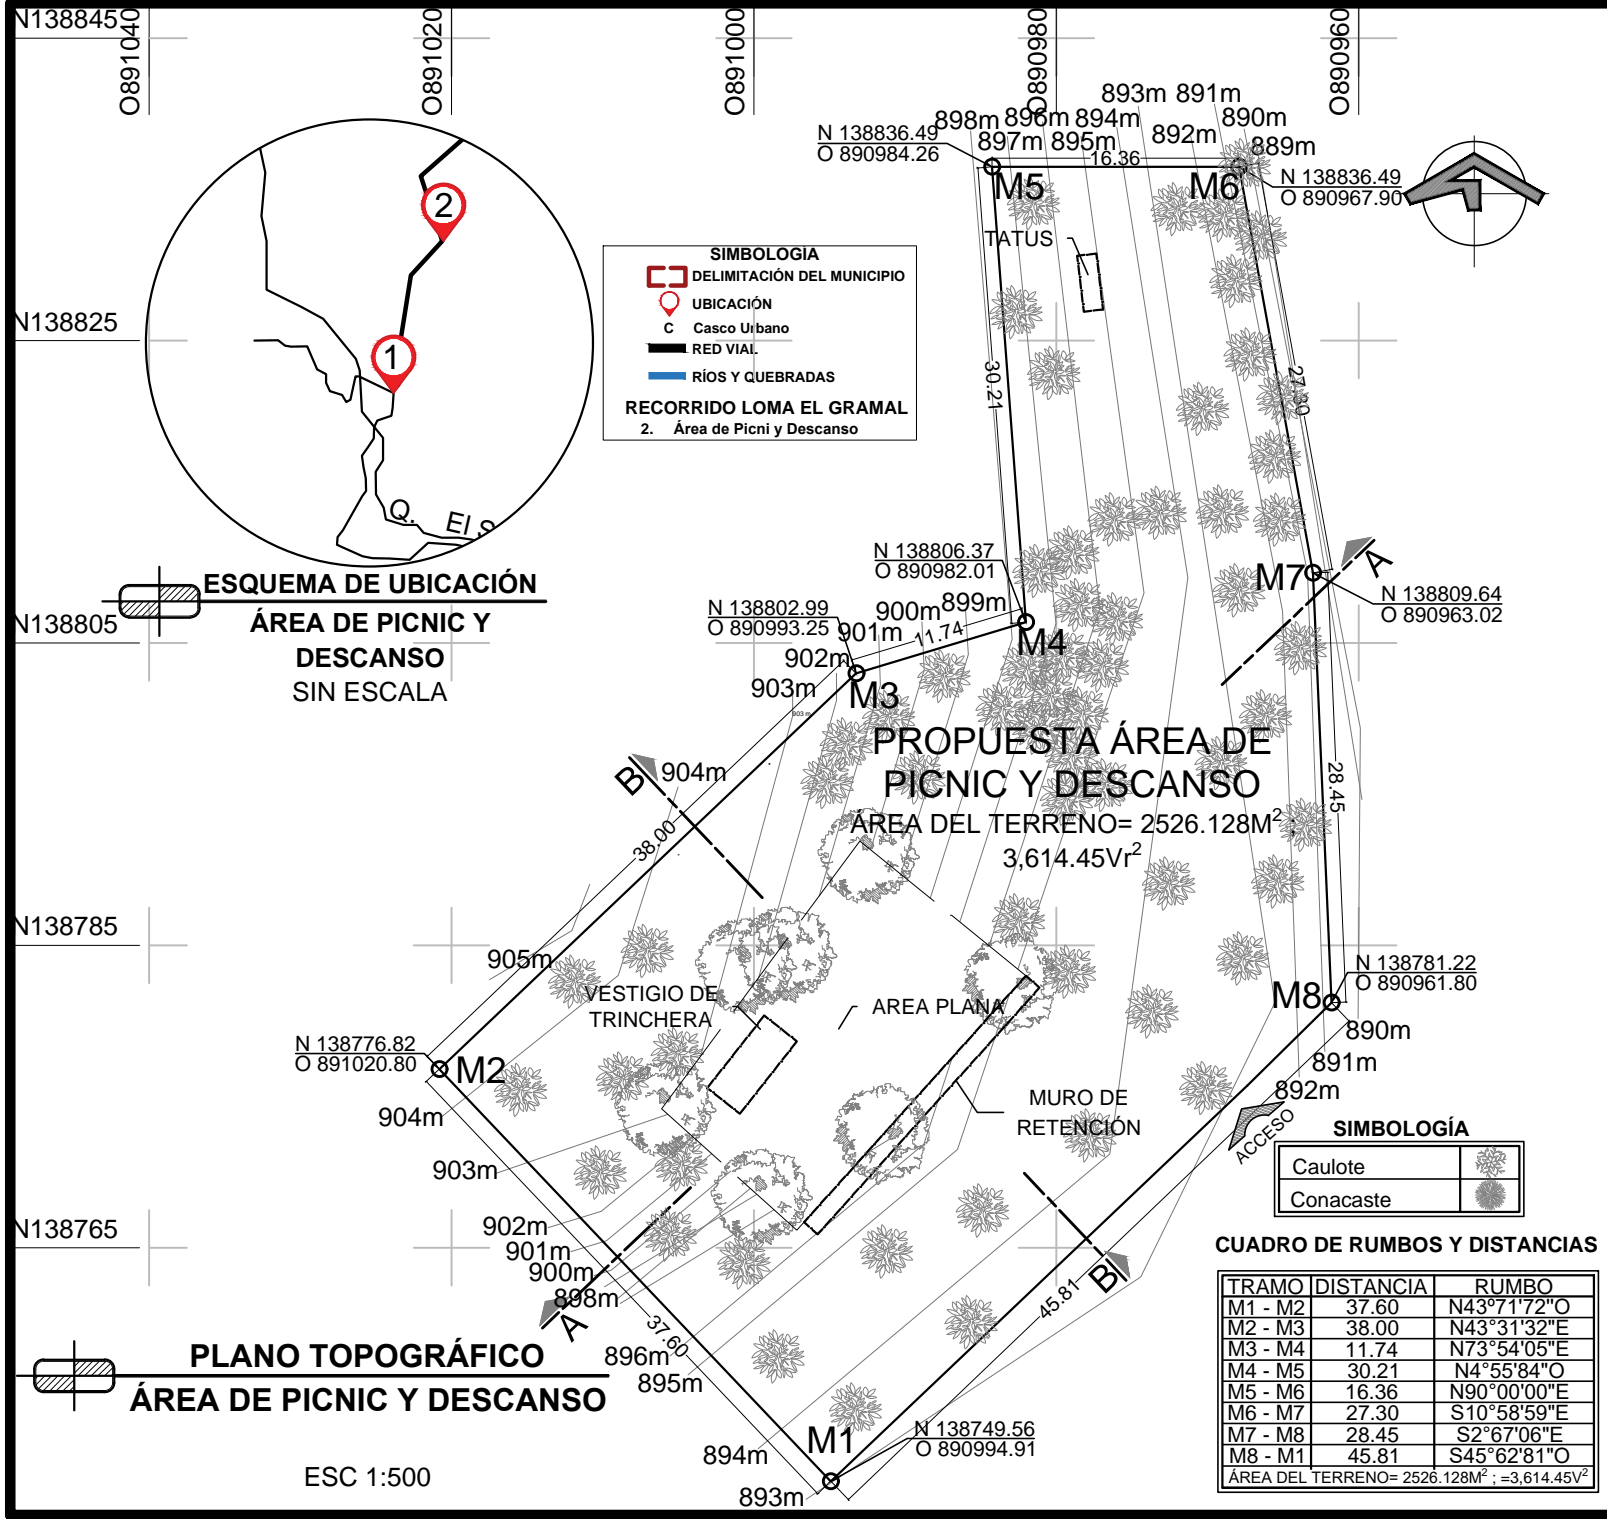 N138845
O891040
O891020
O891000
O890980
O890960
N138825
N138805
N138785
N138765
2
1
Q. El S
ESQUEMA DE UBICACIÓN
ÁREA DE PICNIC Y
DESCANSO
SIN ESCALA
SIMBOLOGÍA
DELIMITACIÓN DEL MUNICIPIO
UBICACIÓN
C Casco Urbano
RED VIAL
RÍOS Y QUEBRADAS
RECORRIDO LOMA EL GRAMAL
2. Área de Picni y Descanso
N 138836.49
O 890984.26
898m
897m
896m
895m
894m
893m
892m
891m
890m
889m
16.36
M5
M6
N 138836.49
O 890967.90
TATUS
30.21
27.30
N 138806.37
O 890982.01
N 138802.99
O 890993.25
899m
900m
901m
902m
903m
903 m
11.74
M4
M3
M7
A
N 138809.64
O 890963.02
B
904m
38.00
PROPUESTA ÁREA DE
PICNIC Y DESCANSO
ÁREA DEL TERRENO= 2526.128M² ;
3,614.45Vr²
28.45
905m
VESTIGIO DE
TRINCHERA
AREA PLANA
N 138781.22
O 890961.80
M8
890m
891m
892m
N 138776.82
O 891020.80
M2
904m
903m
902m
901m
900m
898m
A
37.60
896m
895m
894m
893m
MURO DE
RETENCIÓN
ACCESO
B
45.81
M1
N 138749.56
O 890994.91
PLANO TOPOGRÁFICO
ÁREA DE PICNIC Y DESCANSO
ESC 1:500
SIMBOLOGÍA
Caulote
Conacaste
CUADRO DE RUMBOS Y DISTANCIAS
TRAMO DISTANCIA RUMBO
M1 - M2 37.60 N43º71'72"O
M2 - M3 38.00 N43°31'32"E
M3 - M4 11.74 N73°54'05"E
M4 - M5 30.21 N4°55'84"O
M5 - M6 16.36 N90°00'00"E
M6 - M7 27.30 S10°58'59"E
M7 - M8 28.45 S2°67'06"E
M8 - M1 45.81 S45°62'81"O
ÁREA DEL TERRENO= 2526.128M² ; =3,614.45V²